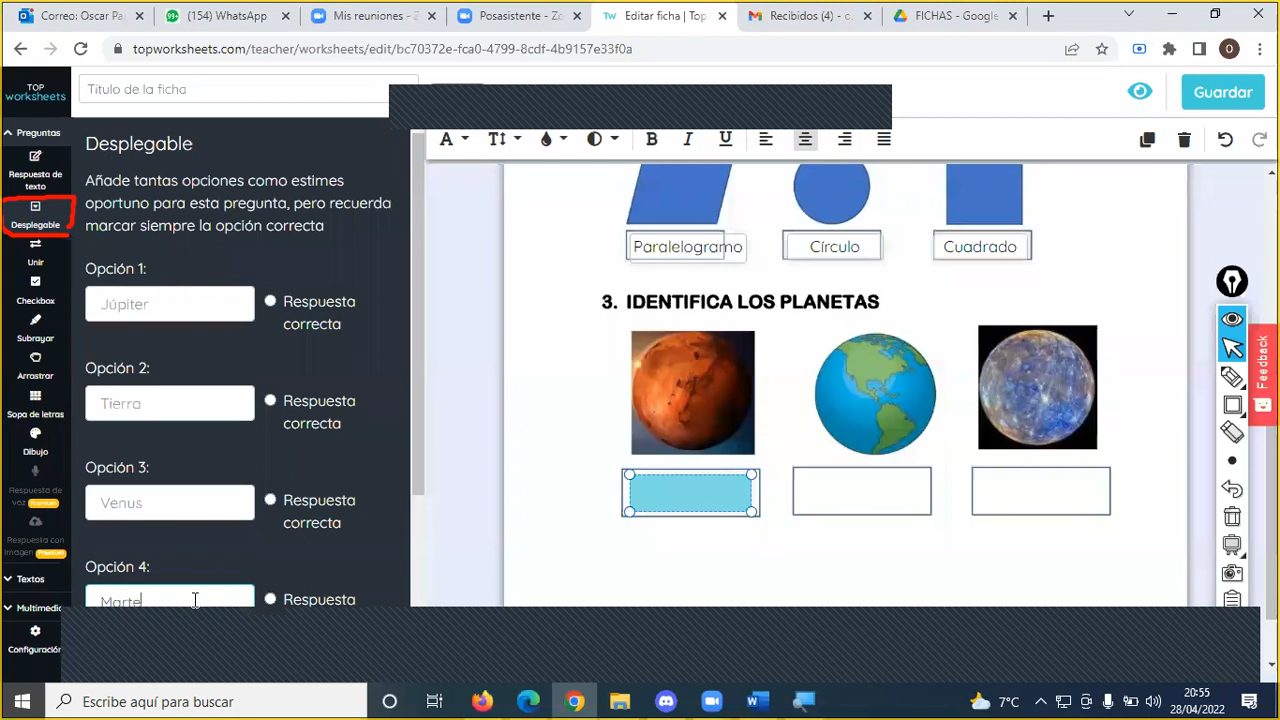 Correo: Oscar Pa
(154) WhatsApp
Mis reuniones - Z
Posasistente - Zo
Editar ficha | Top
Recibidos (4) - c.
FICHAS - Google
topworksheets.com/teacher/worksheets/edit/bc70372e-fca0-4799-8cdf-4b9157e33f0a
O
TOP
worksheets
Título de la ficha
Guardar
Preguntas
Respuesta de
texto
Desplegable
Unir
Checkbox
Subrayar
Arrastrar
Sopa de letras
Dibujo
Respuesta de
voz Premium
Respuesta con
imagen Premium
Textos
Multimedia
Configuración
Desplegable
Añade tantas opciones como estimes
oportuno para esta pregunta, pero recuerda
marcar siempre la opción correcta
Opción 1:
Júpiter
Respuesta
correcta
Opción 2:
Tierra
Respuesta
correcta
Opción 3:
Venus
Respuesta
correcta
Opción 4:
Marte
Respuesta
A T B I U
Paralelogramo Círculo Cuadrado
3. IDENTIFICA LOS PLANETAS
Feedback
Escribe aquí para buscar
7°C
20:55
28/04/2022